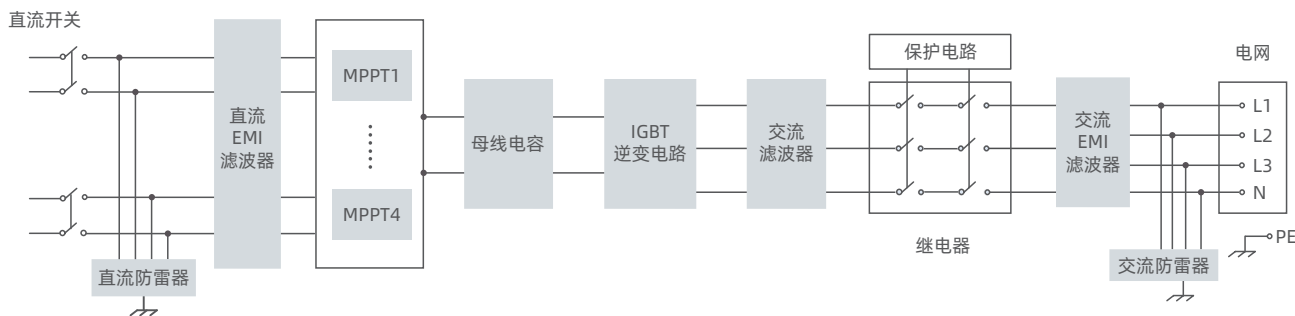 直流开关
直流
EMI
滤波器
直流防雷器
MPPT1
MPPT4
母线电容
IGBT
逆变电路
交流
滤波器
保护电路
继电器
交流
EMI
滤波器
电网
L1
L2
L3
N
PE
交流防雷器